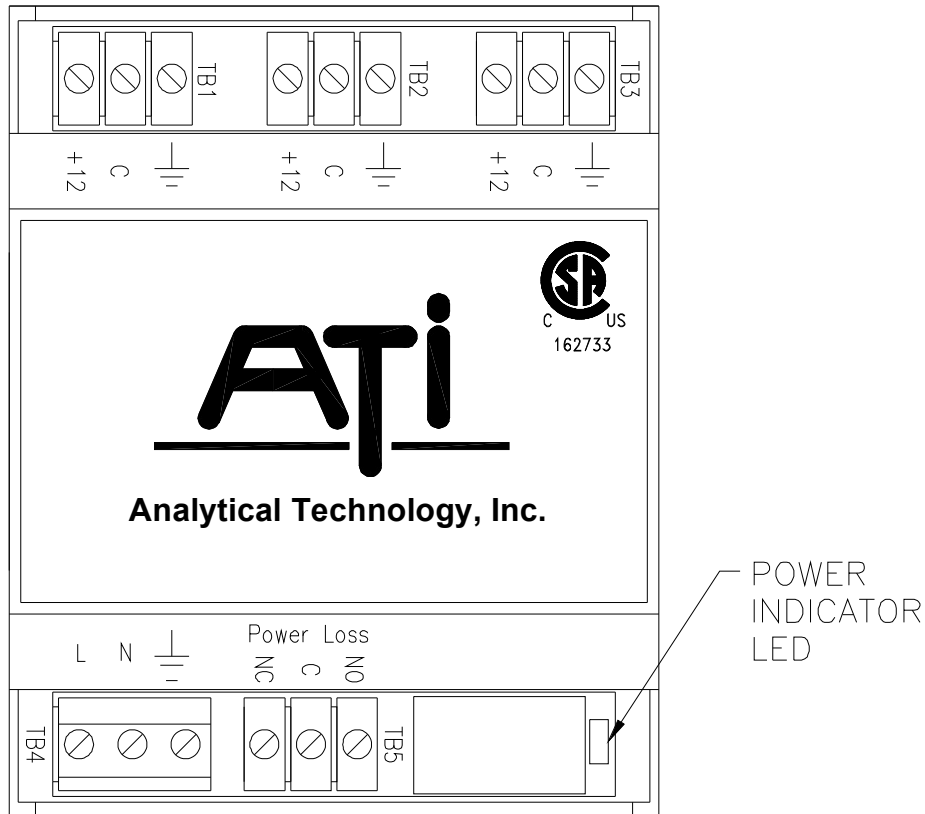 TB1 TB2 TB3
+12 C +12 C +12 C
SA
C US
162733
ATi
Analytical Technology, Inc.
POWER
INDICATOR
LED
Power Loss
L N NC C NO
TB4 TB5